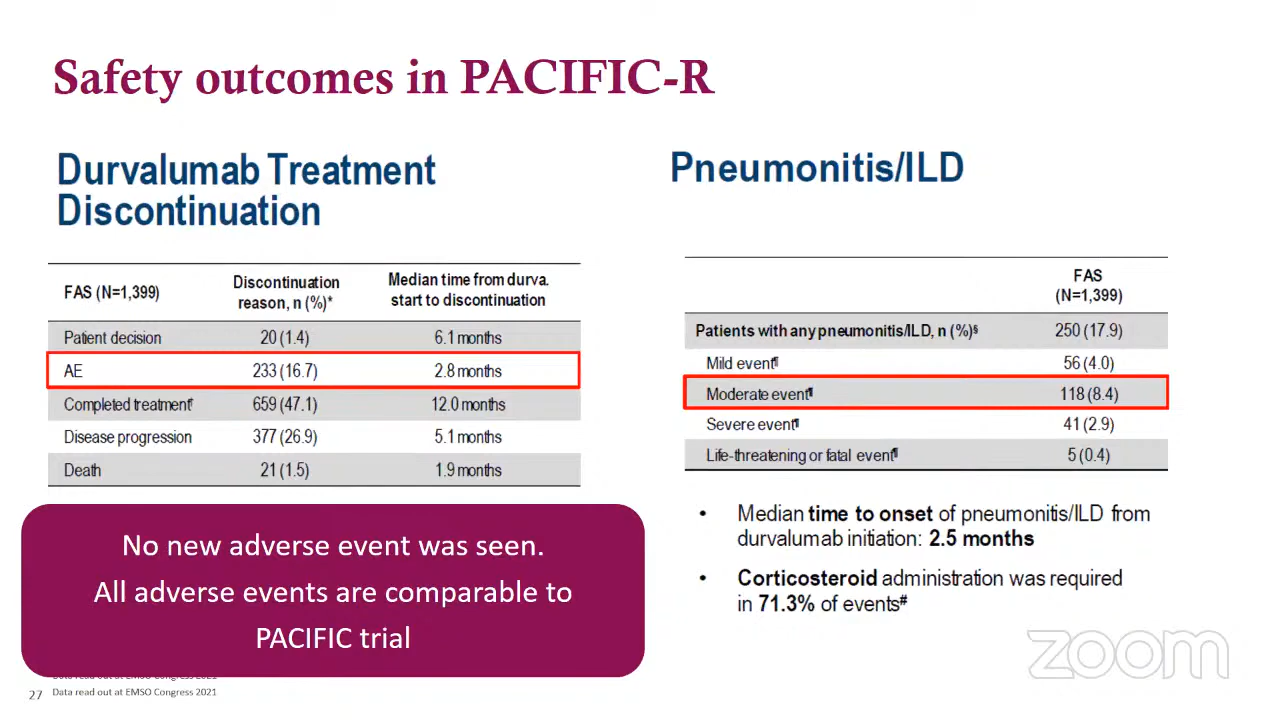 Safety outcomes in PACIFIC-R
Durvalumab Treatment
Discontinuation
FAS (N=1,399) Discontinuation reason, n (%)* Median time from durva. start to discontinuation
Patient decision 20 (1.4) 6.1 months
AE 233 (16.7) 2.8 months
Completed treatment† 659 (47.1) 12.0 months
Disease progression 377 (26.9) 5.1 months
Death 21 (1.5) 1.9 months
No new adverse event was seen.
All adverse events are comparable to
PACIFIC trial
Pneumonitis/ILD
FAS
(N=1,399)
Patients with any pneumonitis/ILD, n (%)§ 250 (17.9)
Mild event¶ 56 (4.0)
Moderate event¶ 118 (8.4)
Severe event¶ 41 (2.9)
Life-threatening or fatal event¶ 5 (0.4)
• Median time to onset of pneumonitis/ILD from
durvalumab initiation: 2.5 months
• Corticosteroid administration was required
in 71.3% of events#
zoom
Data read out at EMSO Congress 2021
27 Data read out at EMSO Congress 2021